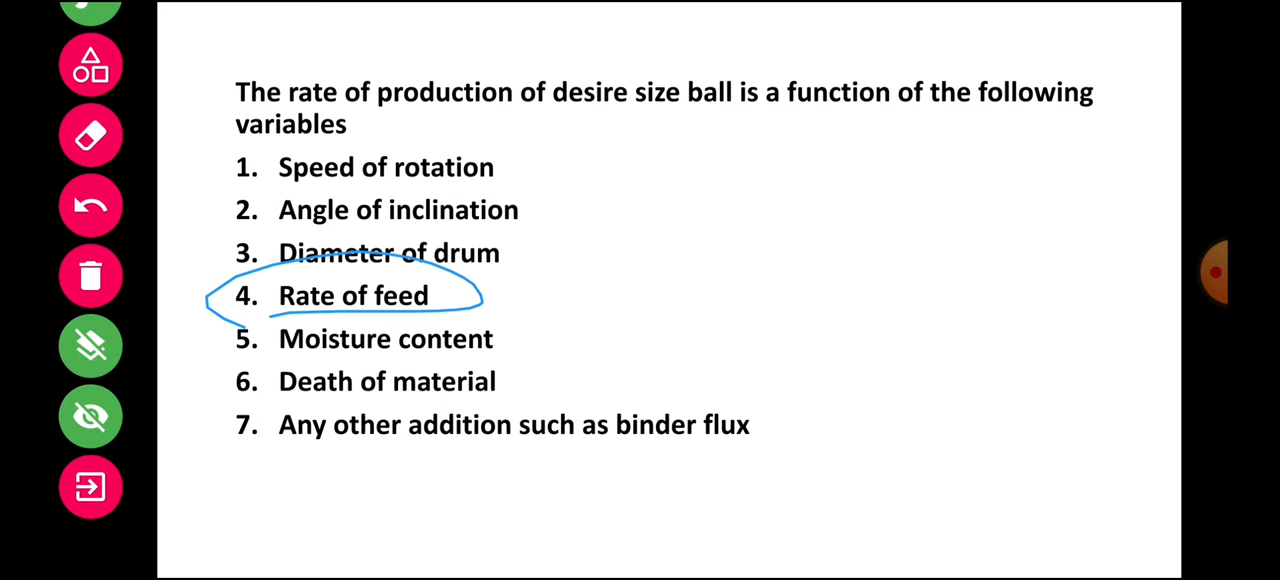 The rate of production of desire size ball is a function of the following
variables
1. Speed of rotation
2. Angle of inclination
3. Diameter of drum
4. Rate of feed
5. Moisture content
6. Death of material
7. Any other addition such as binder flux